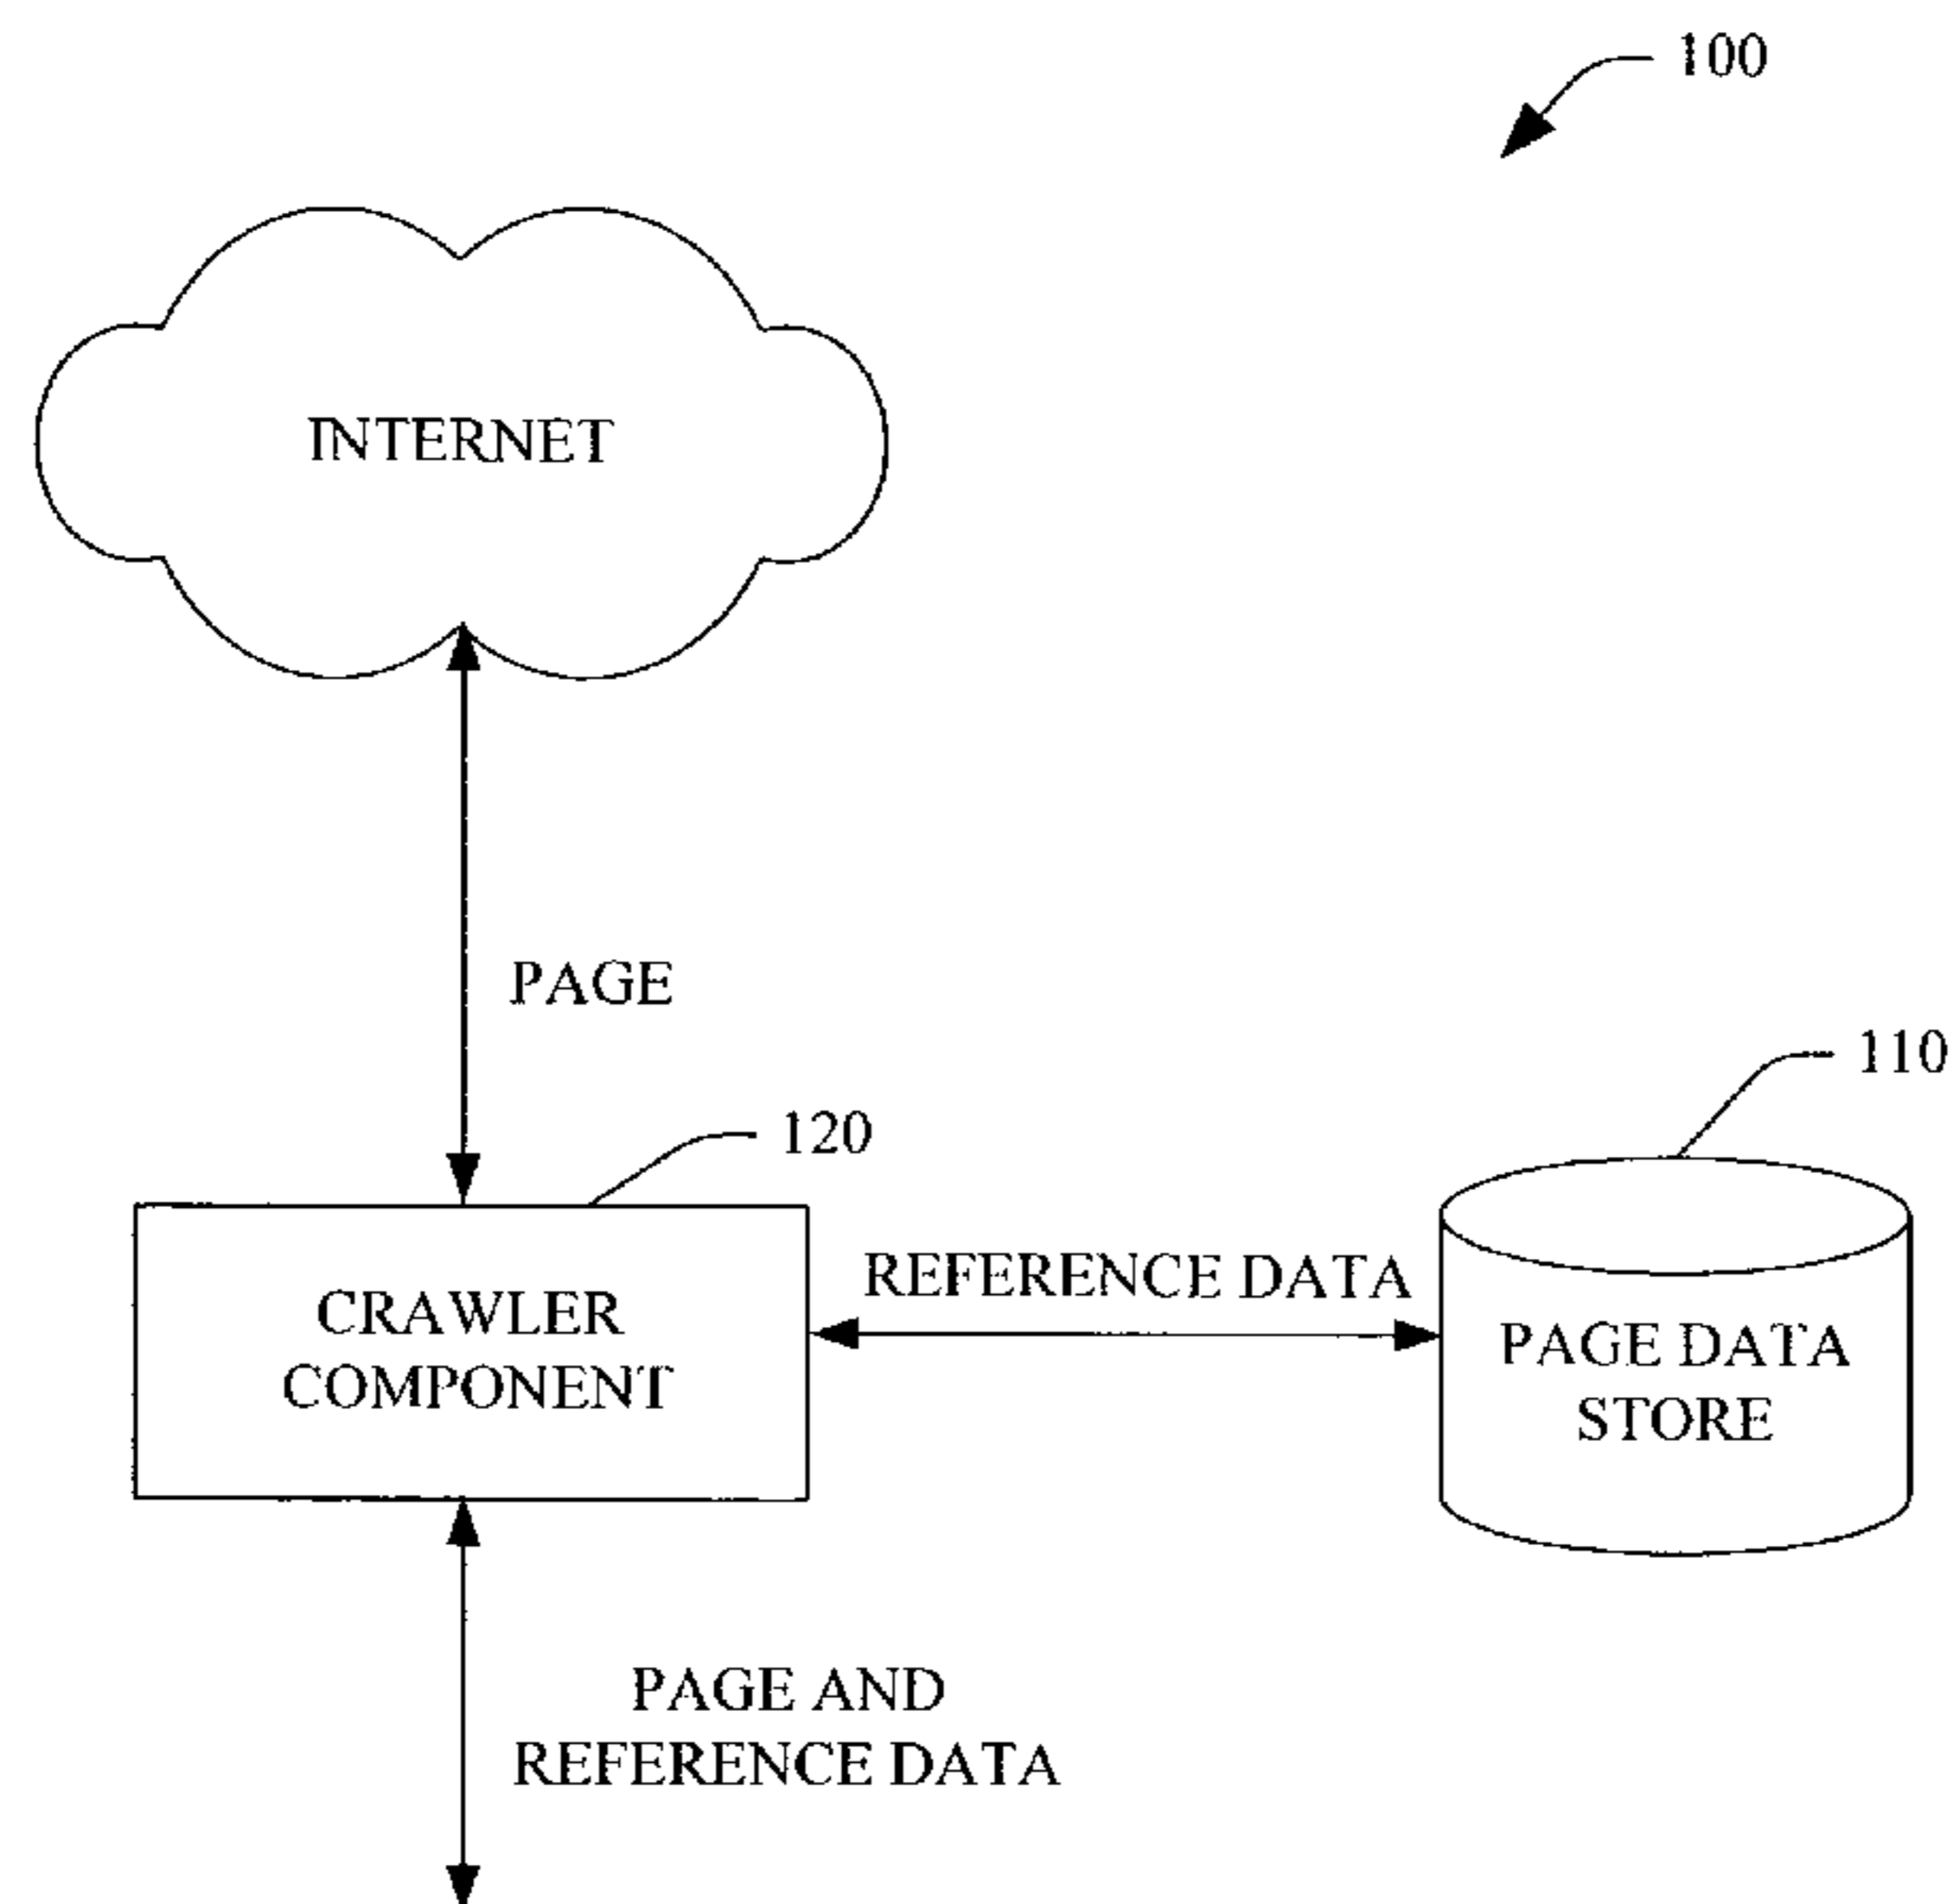 100
INTERNET
PAGE
110
120
REFERENCE DATA
CRAWLER
COMPONENT
PAGE DATA
STORE
PAGE AND
REFERENCE DATA